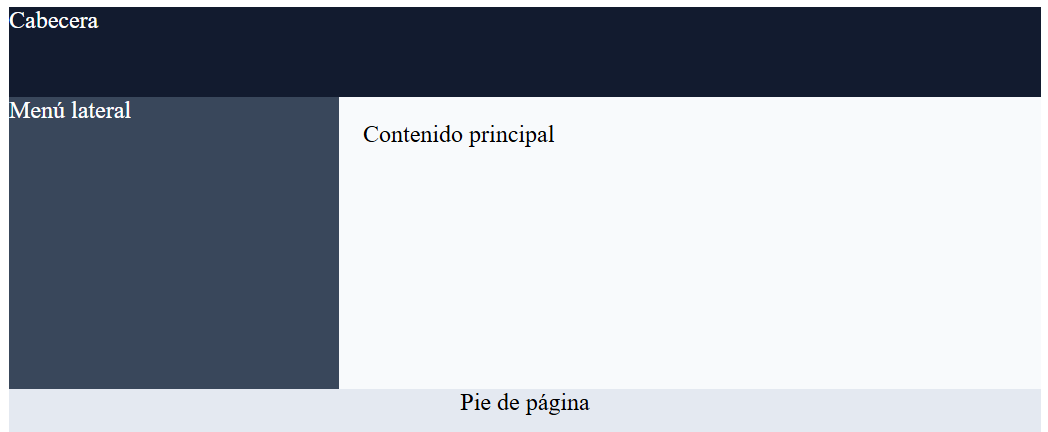 Cabecera
Menú lateral
Contenido principal
Pie de página